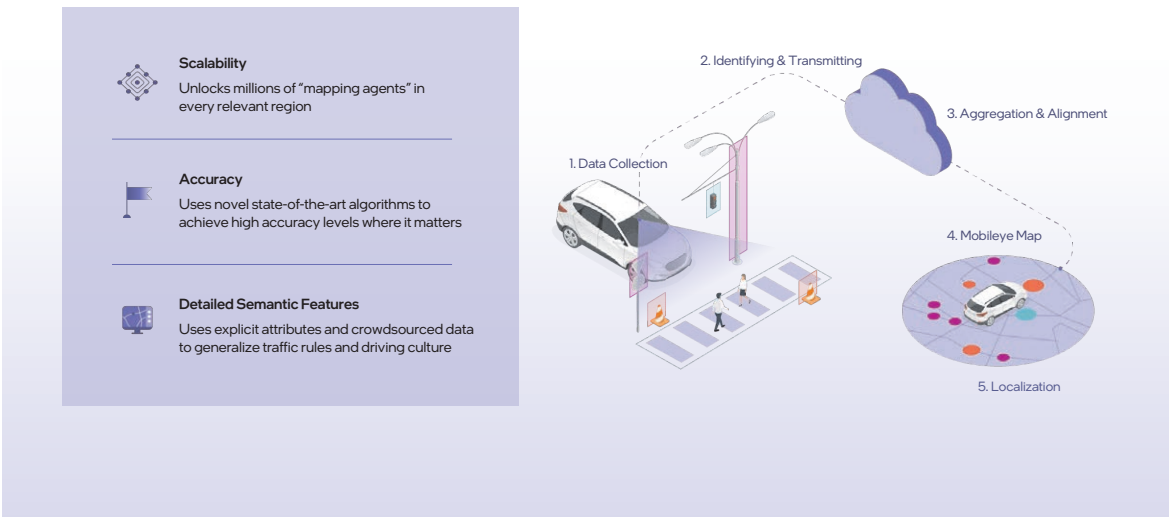 Scalability
Unlocks millions of “mapping agents” in
every relevant region
Accuracy
Uses novel state-of-the-art algorithms to
achieve high accuracy levels where it matters
Detailed Semantic Features
Uses explicit attributes and crowdsourced data
to generalize traffic rules and driving culture
1. Data Collection
2. Identifying & Transmitting
3. Aggregation & Alignment
4. Mobileye Map
5. Localization